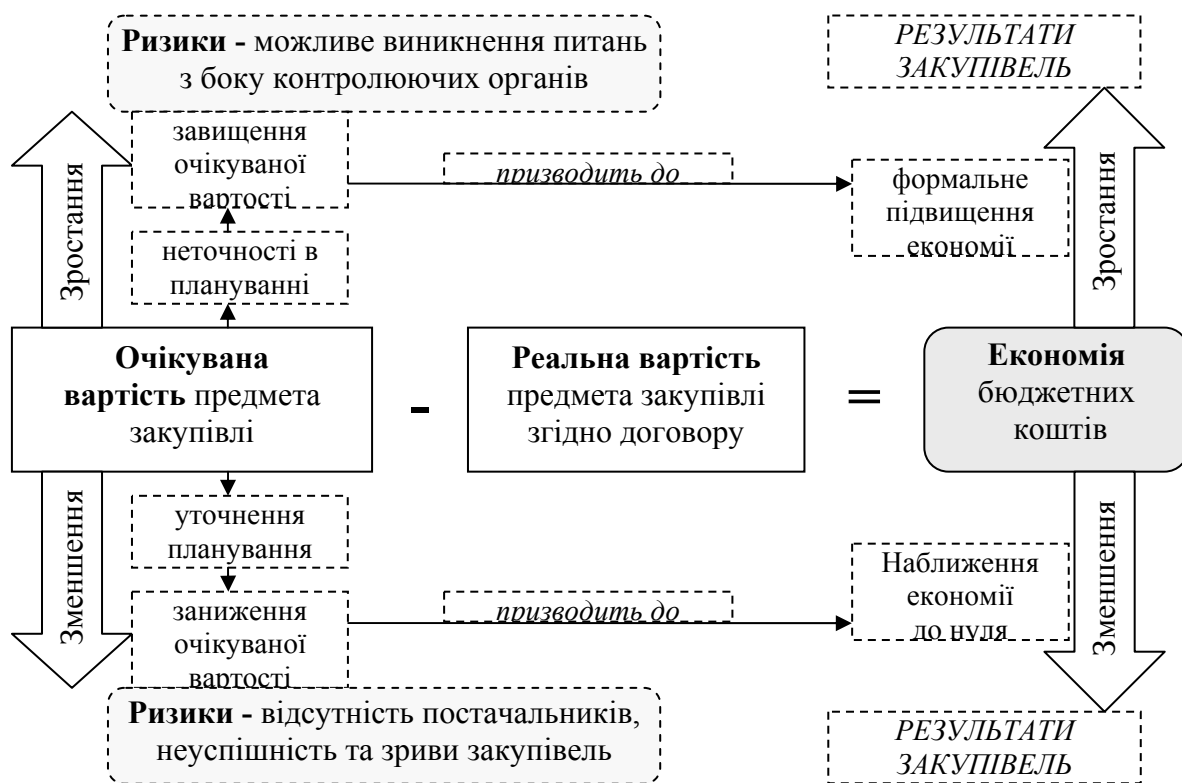 Ризики - можливе виникнення питань
з боку контролюючих органів
РЕЗУЛЬТАТИ
ЗАКУПІВЕЛЬ
Зростання
завищення
очікуваної
вартості
призводить до
формальне
підвищення
економії
Зростання
неточності в
плануванні
Очікувана
вартість предмета
закупівлі
-
Реальна вартість
предмета закупівлі
згідно договору
=
Економія
бюджетних
коштів
Зменшення
уточнення
планування
заниження
очікуваної
вартості
призводить до
Наближення
економії
до нуля
Зменшення
Ризики - відсутність постачальників,
неуспішність та зриви закупівель
РЕЗУЛЬТАТИ
ЗАКУПІВЕЛЬ